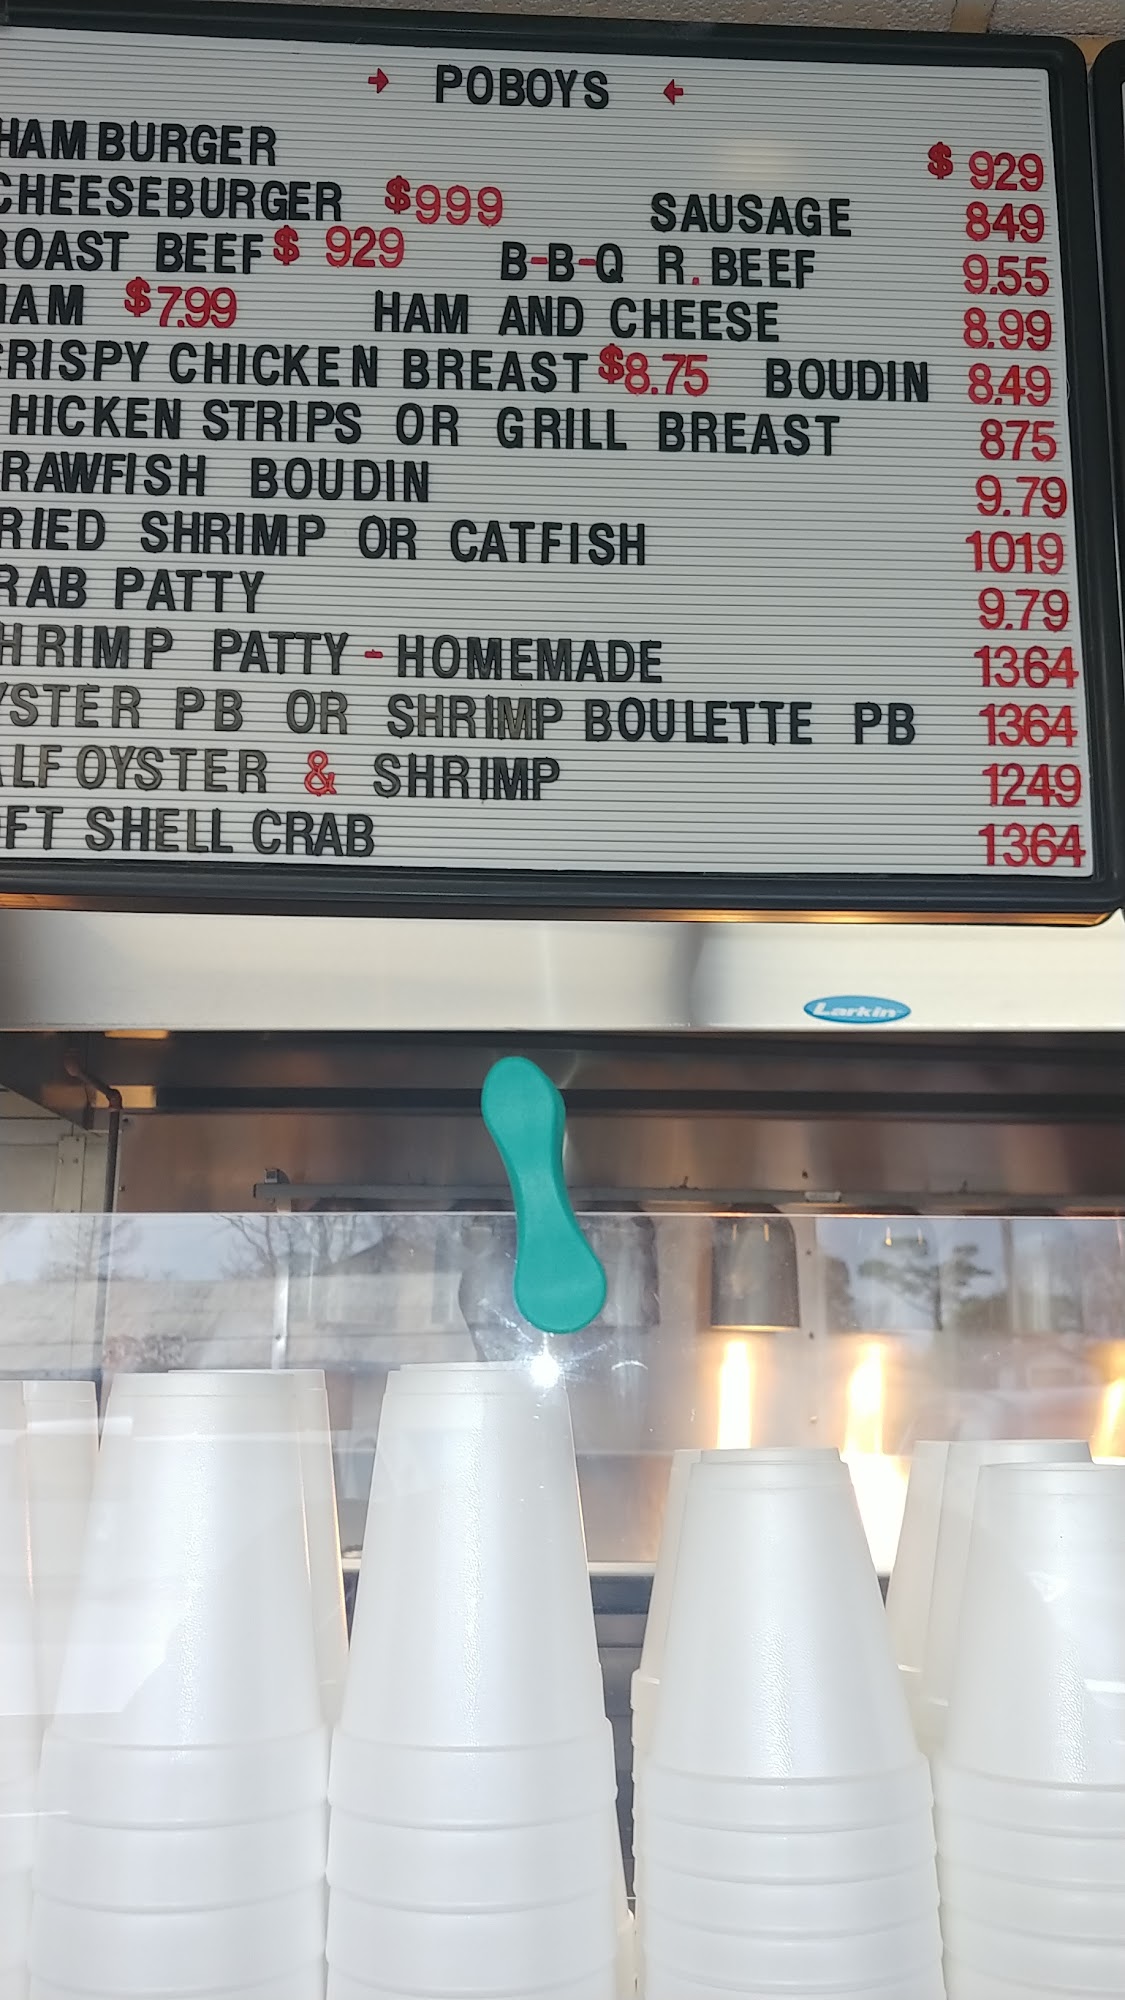 → POBOYS ←
HAMBURGER $ 929
CHEESEBURGER $999 SAUSAGE 849
ROAST BEEF $ 929 B-B-Q R.BEEF 9.55
HAM $7.99 HAM AND CHEESE 8.99
CRISPY CHICKEN BREAST $8.75 BOUDIN 8.49
HICKEN STRIPS OR GRILL BREAST 875
RAWFISH BOUDIN 9.79
RIED SHRIMP OR CATFISH 1019
RAB PATTY 9.79
HRIMP PATTY-HOMEMADE 1364
YSTER PB OR SHRIMP BOULETTE PB 1364
ALF OYSTER & SHRIMP 1249
OFT SHELL CRAB 1364
Larkin